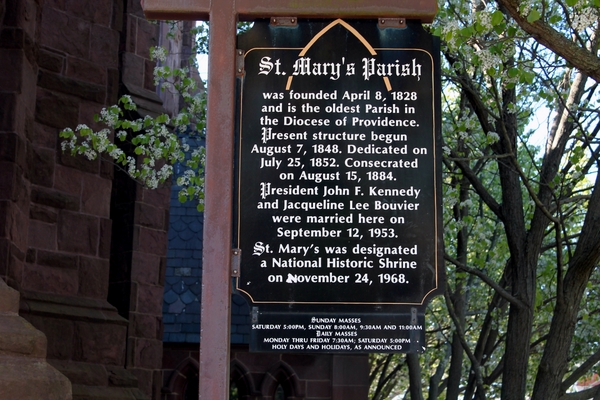 St. Mary's Parish
was founded April 8, 1828
and is the oldest Parish in
the Diocese of Providence.
Present structure begun
August 7, 1848. Dedicated on
July 25, 1852. Consecrated
on August 15, 1884.
President John F. Kennedy
and Jacqueline Lee Bouvier
were married here on
September 12, 1953.
St. Mary's was designated
a National Historic Shrine
on November 24, 1968.
SUNDAY MASSES
SATURDAY 5:00PM, SUNDAY 8:00AM, 9:30AM AND 11:00AM
DAILY MASSES
MONDAY THRU FRIDAY 7:30AM; SATURDAY 5:00PM
HOLY DAYS AND HOLIDAYS, AS ANNOUNCED